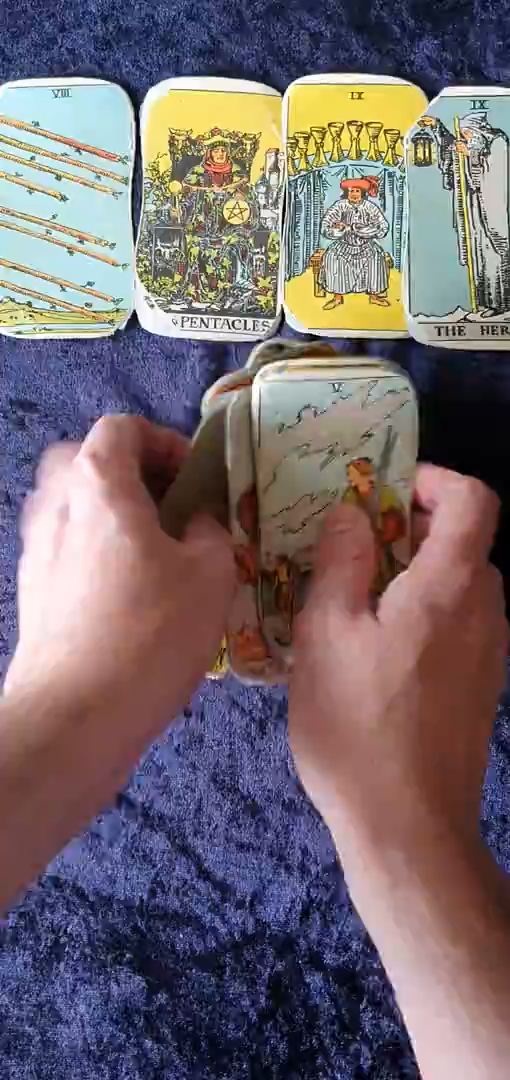 VIII
IX
IX
PENTACLES
THE HER
V